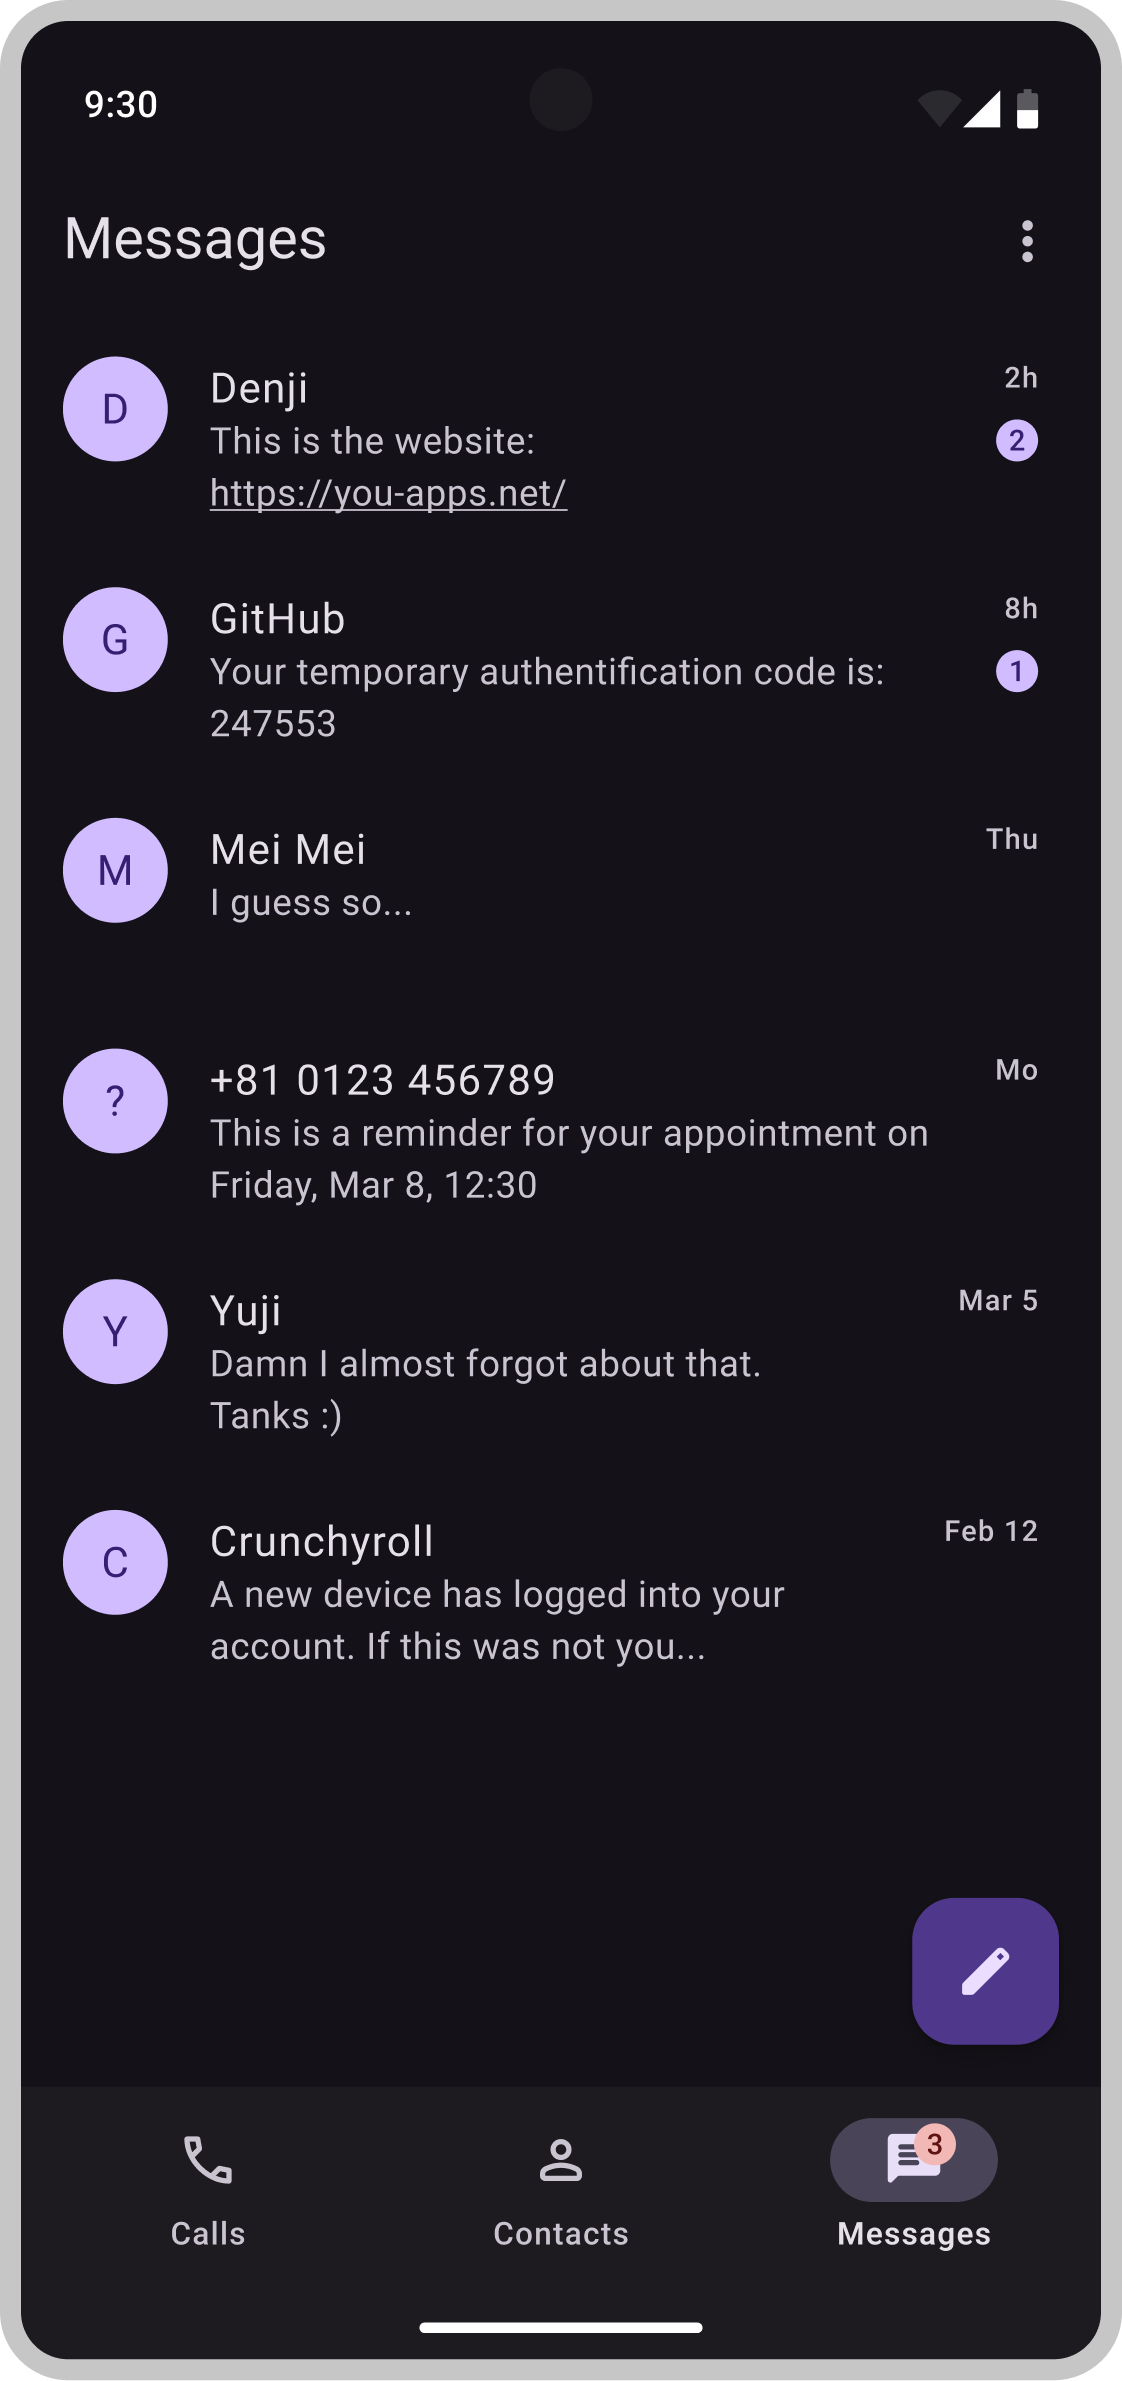 9:30
Messages
D
Denji
2h
This is the website:
2
https://you-apps.net/
G
GitHub
8h
Your temporary authentification code is:
1
247553
M
Mei Mei
Thu
I guess so...
?
+81 0123 456789
Mo
This is a reminder for your appointment on
Friday, Mar 8, 12:30
Y
Yuji
Mar 5
Damn I almost forgot about that.
Tanks :)
C
Crunchyroll
Feb 12
A new device has logged into your
account. If this was not you...
3
Calls
Contacts
Messages